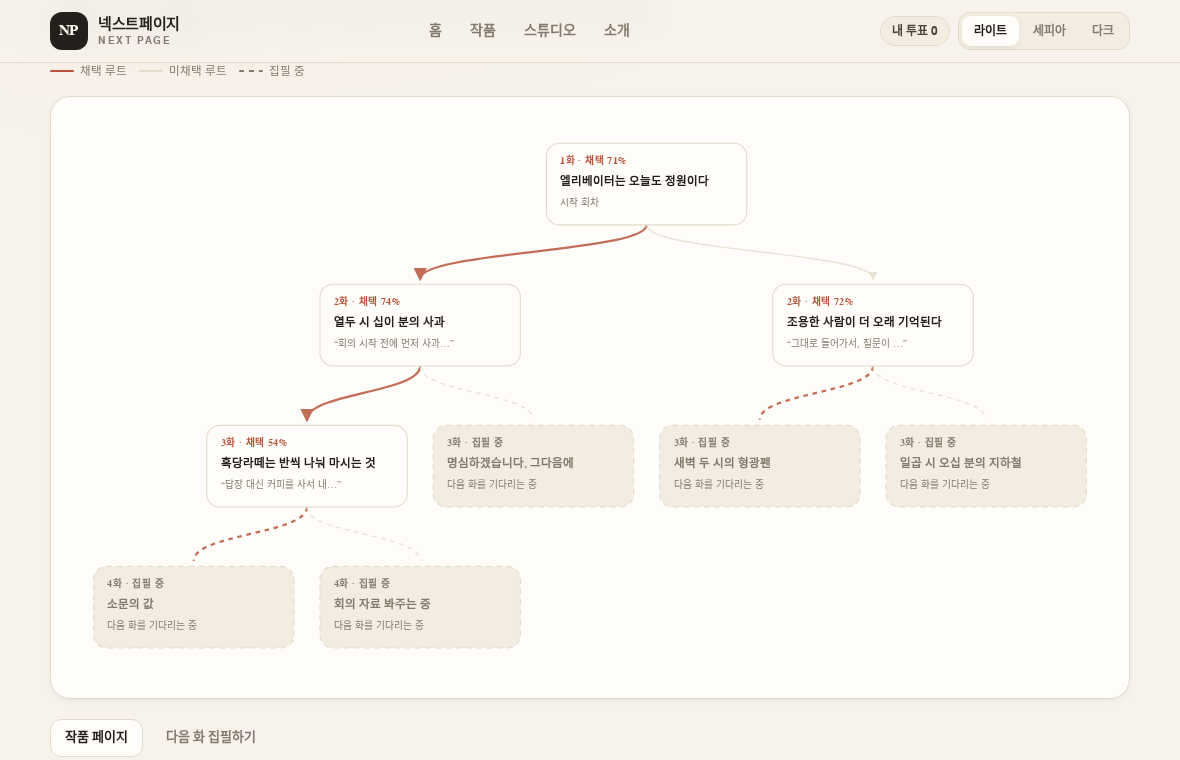 NP
넥스트페이지
NEXT PAGE
홈
작품
스튜디오
소개
내 투표 0
라이트
세피아
다크
채택 루트
미채택 루트
집필 중
1화 · 채택 71%
엘리베이터는 오늘도 정원이다
시작 회차
2화 · 채택 74%
열두 시 십이 분의 사과
“회의 시작 전에 먼저 사과…”
2화 · 채택 72%
조용한 사람이 더 오래 기억된다
“그대로 들어가서, 질문이 …”
3화 · 채택 54%
흑당라떼는 반씩 나눠 마시는 것
“답장 대신 커피를 사서 내…”
3화 · 집필 중
명심하겠습니다, 그다음에
다음 화를 기다리는 중
3화 · 집필 중
새벽 두 시의 형광펜
다음 화를 기다리는 중
3화 · 집필 중
일곱 시 오십 분의 지하철
다음 화를 기다리는 중
4화 · 집필 중
소문의 값
다음 화를 기다리는 중
4화 · 집필 중
회의 자료 봐주는 중
다음 화를 기다리는 중
작품 페이지
다음 화 집필하기